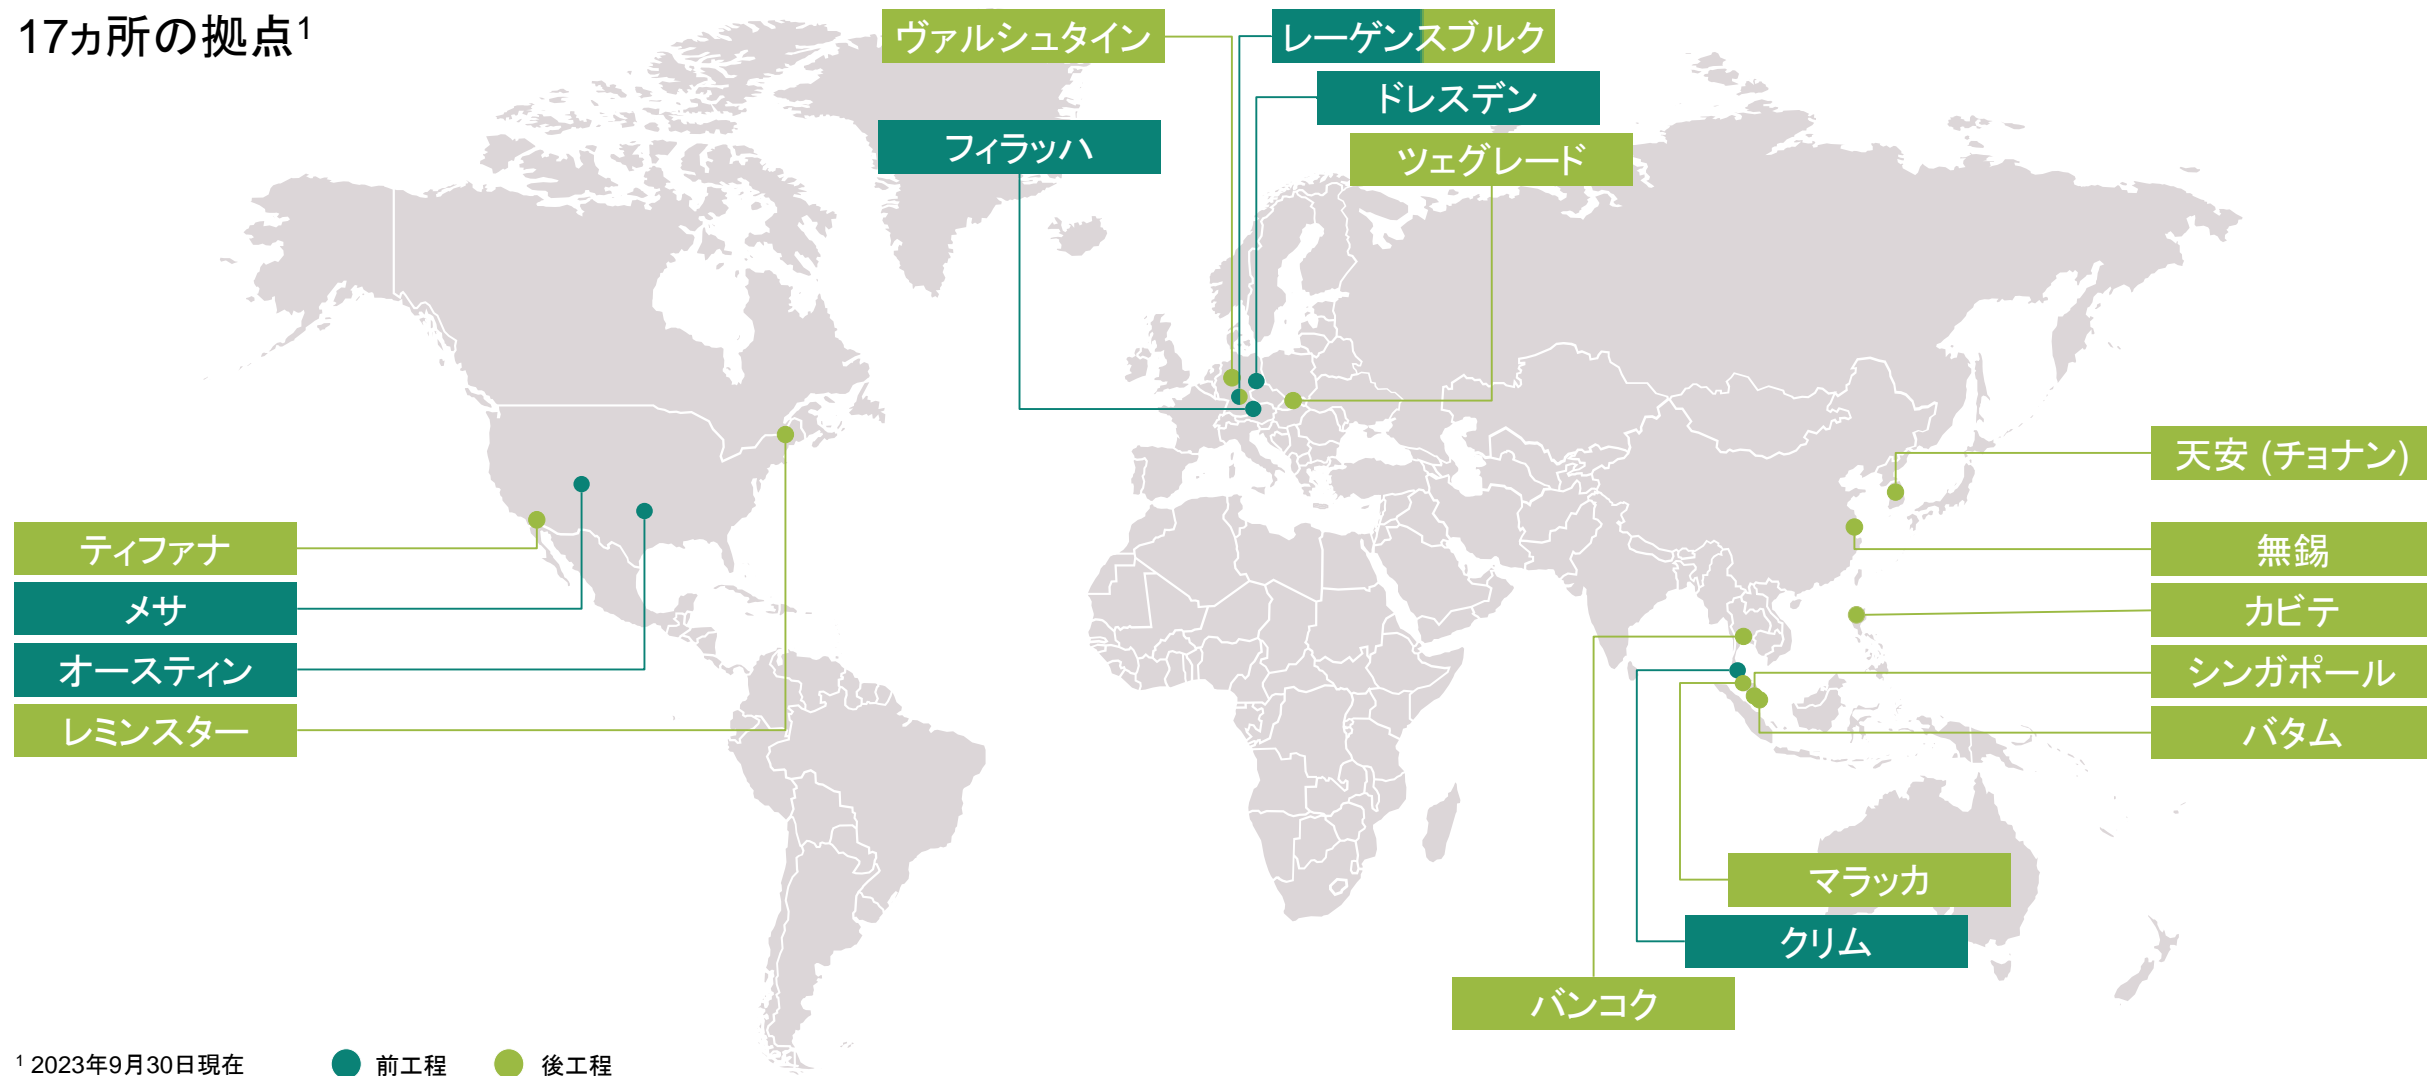 17ヵ所の拠点¹
ヴァルシュタイン
レーゲンスブルク
ドレスデン
フィラッハ
ツェグレード
天安 (チョナン)
ティファナ
無錫
メサ
カビテ
オースティン
シンガポール
レミンスター
バタム
マラッカ
クリム
バンコク
¹ 2023年9月30日現在
前工程
後工程